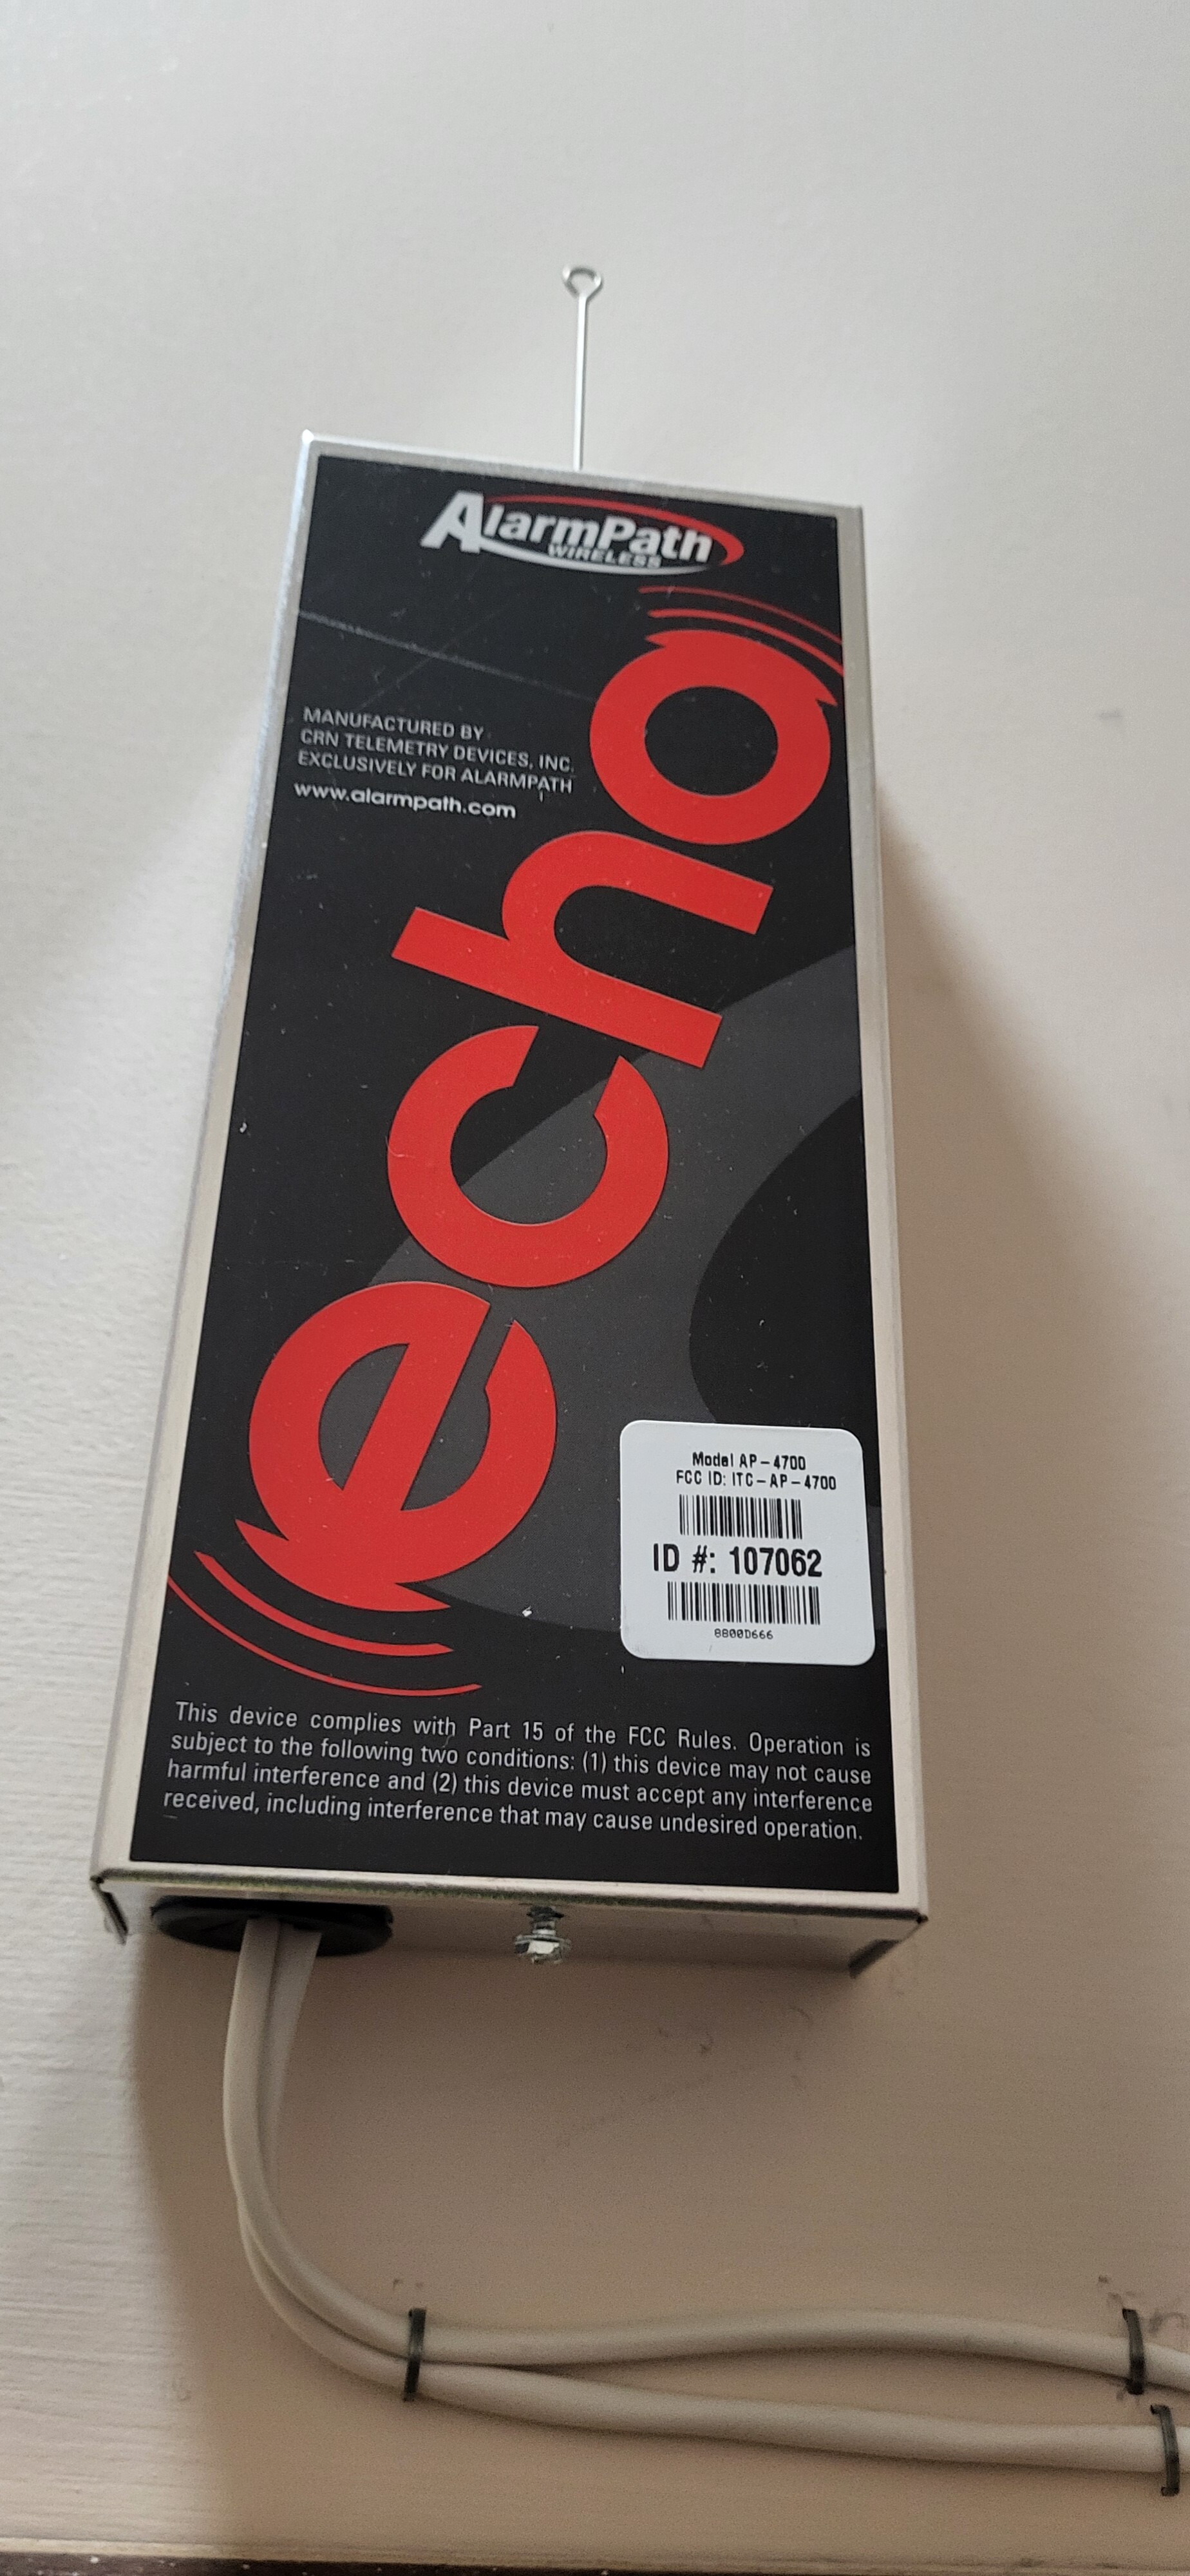 AlarmPath
WIRELESS
MANUFACTURED BY
CRN TELEMETRY DEVICES, INC.
EXCLUSIVELY FOR ALARMPATH
www.alarmpath.com
echo
Model AP-4700
FCC ID: ITC-AP-4700
ID #: 107062
8800D666
This device complies with Part 15 of the FCC Rules. Operation is
subject to the following two conditions: (1) this device may not cause
harmful interference and (2) this device must accept any interference
received, including interference that may cause undesired operation.